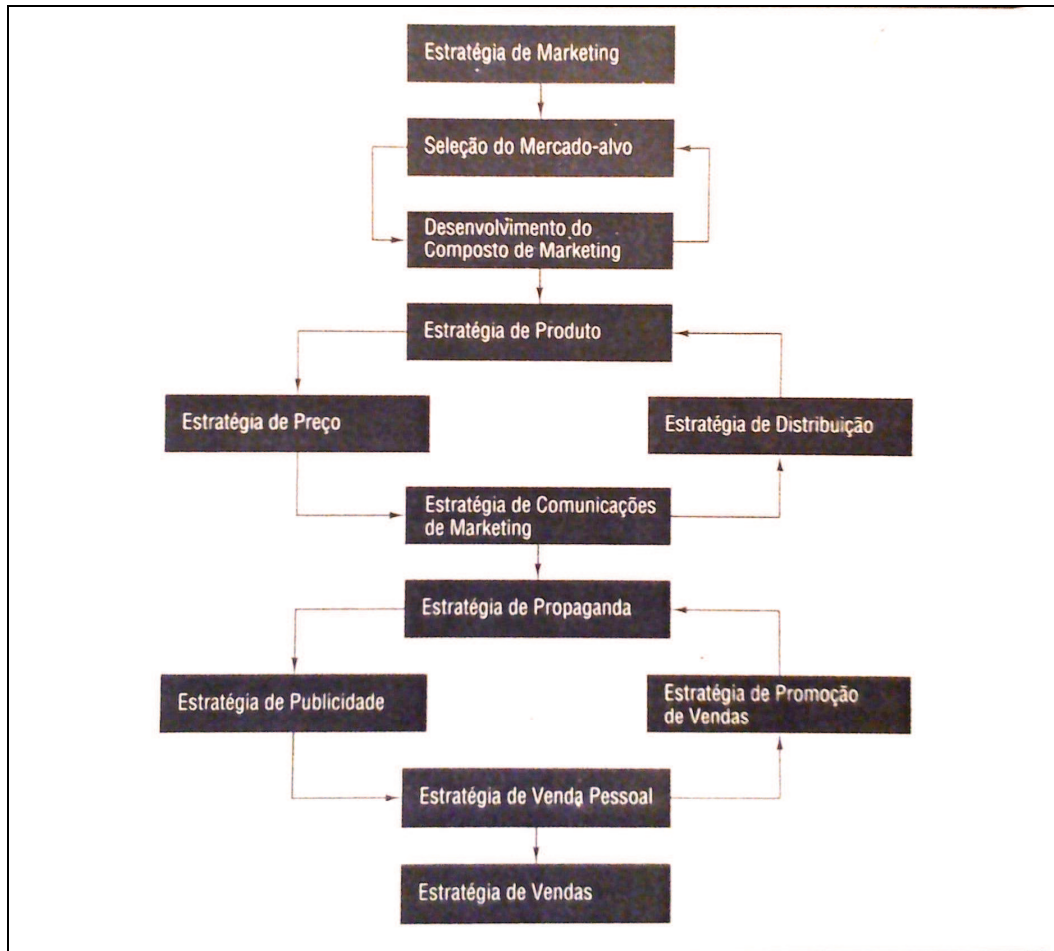 Estratégia de Marketing
Seleção do Mercado-alvo
Desenvolvimento do
Composto de Marketing
Estratégia de Produto
Estratégia de Preço
Estratégia de Distribuição
Estratégia de Comunicações
de Marketing
Estratégia de Propaganda
Estratégia de Publicidade
Estratégia de Promoção
de Vendas
Estratégia de Venda Pessoal
Estratégia de Vendas